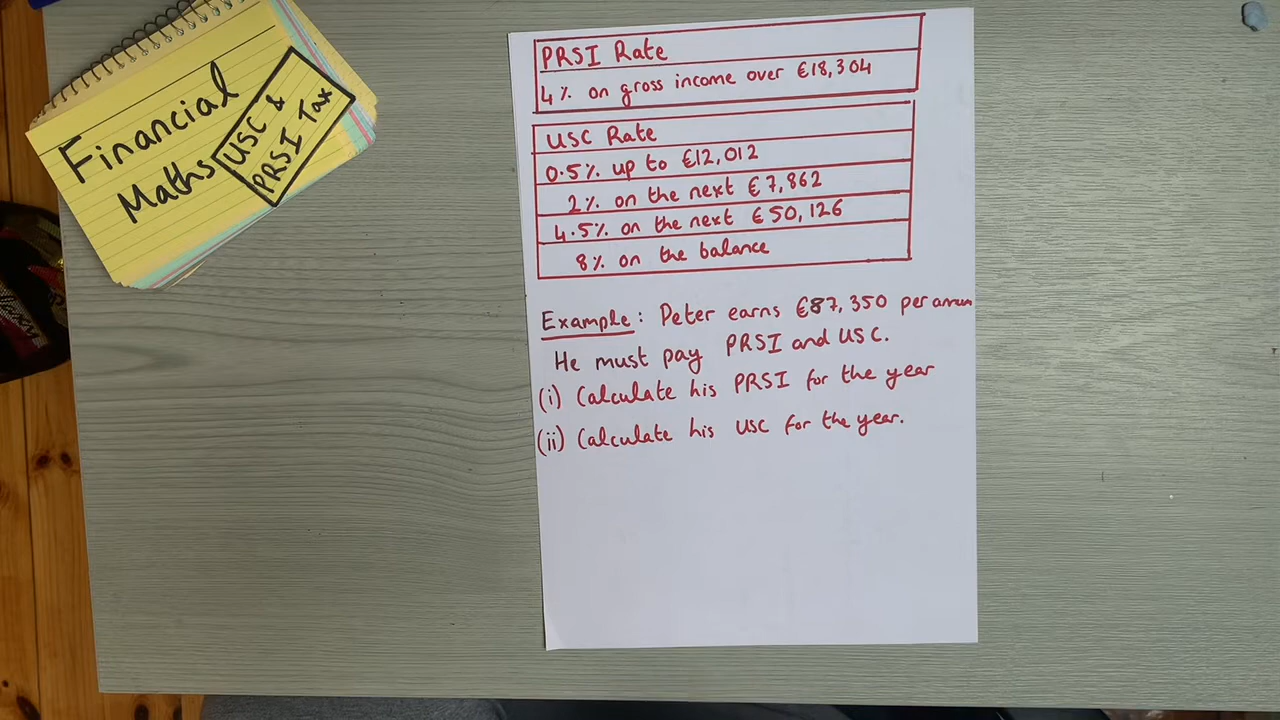 Financial
Maths
USC &
PRSI Tax
PRSI Rate
4% on gross income over €18,304
USC Rate
0.5% up to €12,012
2% on the next €7,862
4.5% on the next €50,126
8% on the balance
Example: Peter earns €87,350 per annum
He must pay PRSI and USC.
(i) Calculate his PRSI for the year
(ii) Calculate his USC for the year.